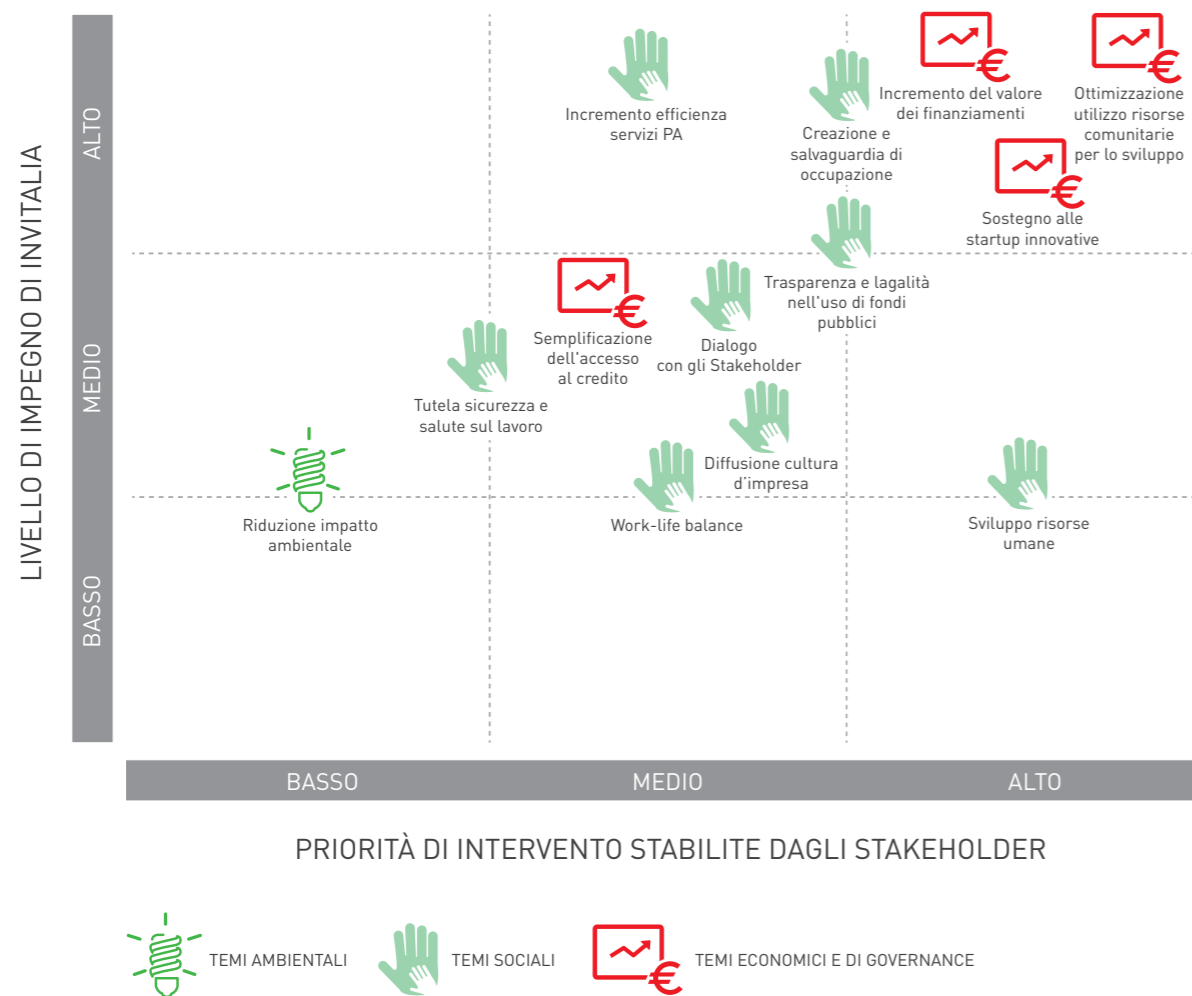 LIVELLO DI IMPEGNO DI INVITALIA
ALTO
MEDIO
BASSO
Incremento efficienza
servizi PA
Creazione e
salvaguardia di
occupazione
Incremento del valore
dei finanziamenti
Ottimizzazione
utilizzo risorse
comunitarie
per lo sviluppo
Sostegno alle
startup innovative
Trasparenza e lagalità
nell'uso di fondi
pubblici
Semplificazione
dell'accesso
al credito
Dialogo
con gli Stakeholder
Tutela sicurezza e
salute sul lavoro
Diffusione cultura
d'impresa
Riduzione impatto
ambientale
Work-life balance
Sviluppo risorse
umane
BASSO
MEDIO
ALTO
PRIORITÀ DI INTERVENTO STABILITE DAGLI STAKEHOLDER
TEMI AMBIENTALI
TEMI SOCIALI
TEMI ECONOMICI E DI GOVERNANCE